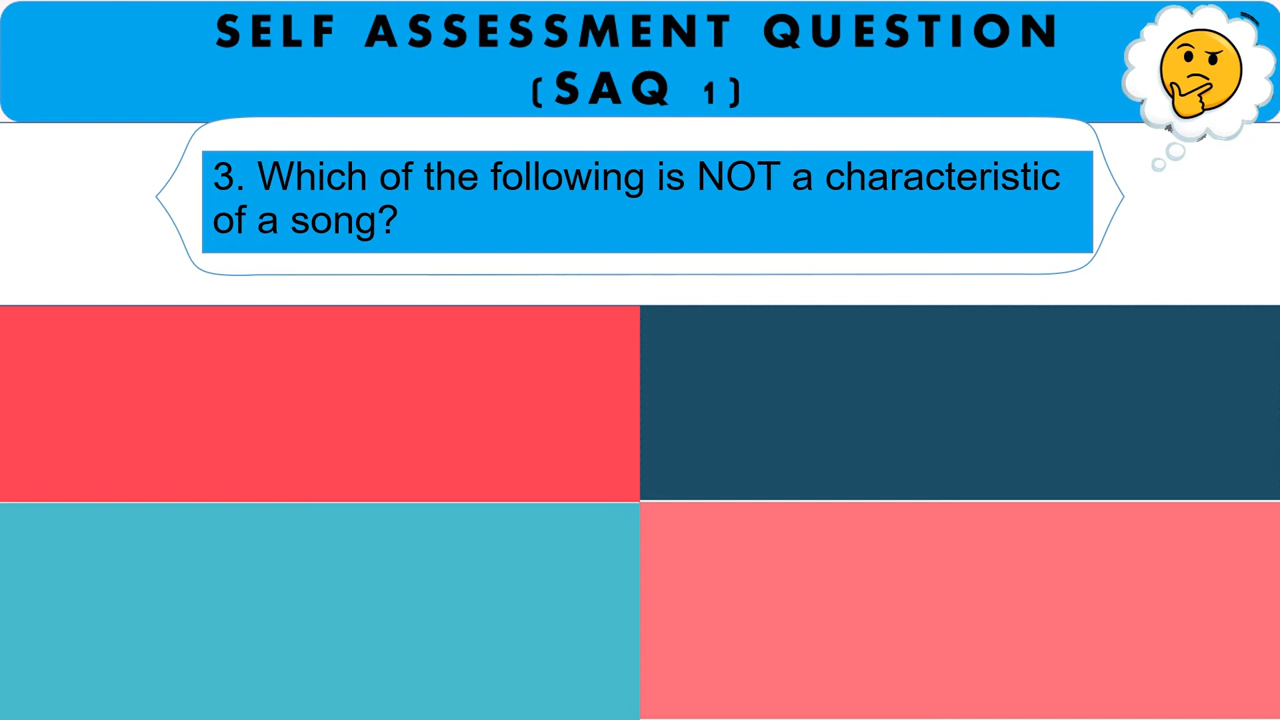 SELF ASSESSMENT QUESTION
(SAQ 1)
3. Which of the following is NOT a characteristic
of a song?